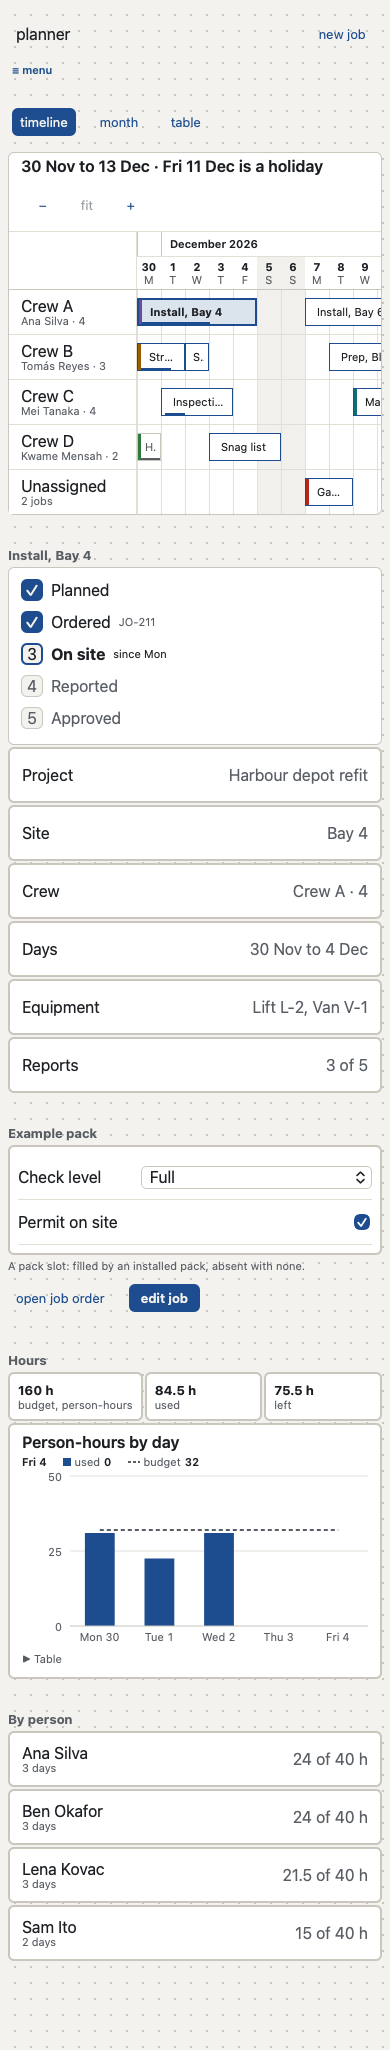 planner
new job
≡ menu
timeline
month
table
30 Nov to 13 Dec · Fri 11 Dec is a holiday
−
fit
+
December 2026
30 1 2 3 4 5 6 7 8 9
M T W T F S S M T W
Crew A
Ana Silva · 4
Install, Bay 4
Install, Bay 6
Crew B
Tomás Reyes · 3
Str...
S.
Prep, Bl
Crew C
Mei Tanaka · 4
Inspecti...
Ma
Crew D
Kwame Mensah · 2
H.
Snag list
Unassigned
2 jobs
Ga...
Install, Bay 4
Planned
Ordered JO-211
3 On site since Mon
4 Reported
5 Approved
Project Harbour depot refit
Site Bay 4
Crew Crew A · 4
Days 30 Nov to 4 Dec
Equipment Lift L-2, Van V-1
Reports 3 of 5
Example pack
Check level Full
Permit on site
A pack slot: filled by an installed pack, absent with none.
open job order
edit job
Hours
160 h
budget, person-hours
84.5 h
used
75.5 h
left
Person-hours by day
Fri 4 used 0 budget 32
50
25
0
Mon 30 Tue 1 Wed 2 Thu 3 Fri 4
▶ Table
By person
Ana Silva
3 days
24 of 40 h
Ben Okafor
3 days
24 of 40 h
Lena Kovac
3 days
21.5 of 40 h
Sam Ito
2 days
15 of 40 h